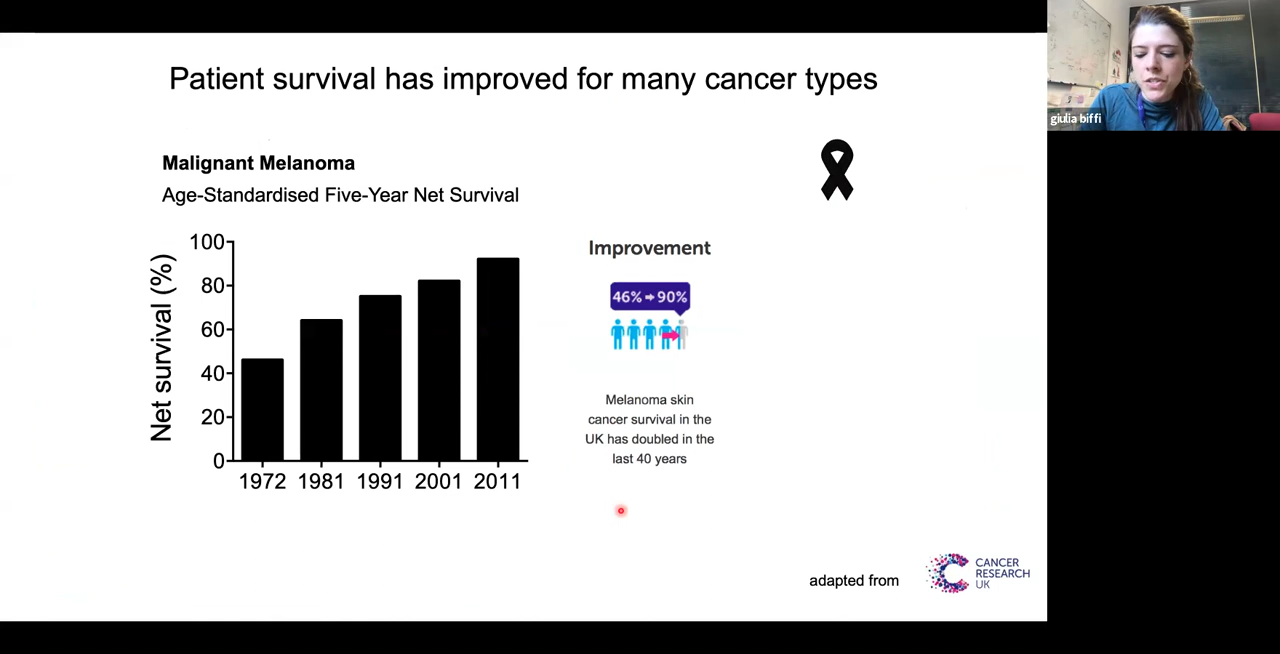 Patient survival has improved for many cancer types
giulia biffi
Malignant Melanoma
Age-Standardised Five-Year Net Survival
Net survival (%)
100
80
60
40
20
0
1972 1981 1991 2001 2011
Improvement
46% ➡ 90%
Melanoma skin
cancer survival in the
UK has doubled in the
last 40 years
adapted from
CANCER
RESEARCH
UK